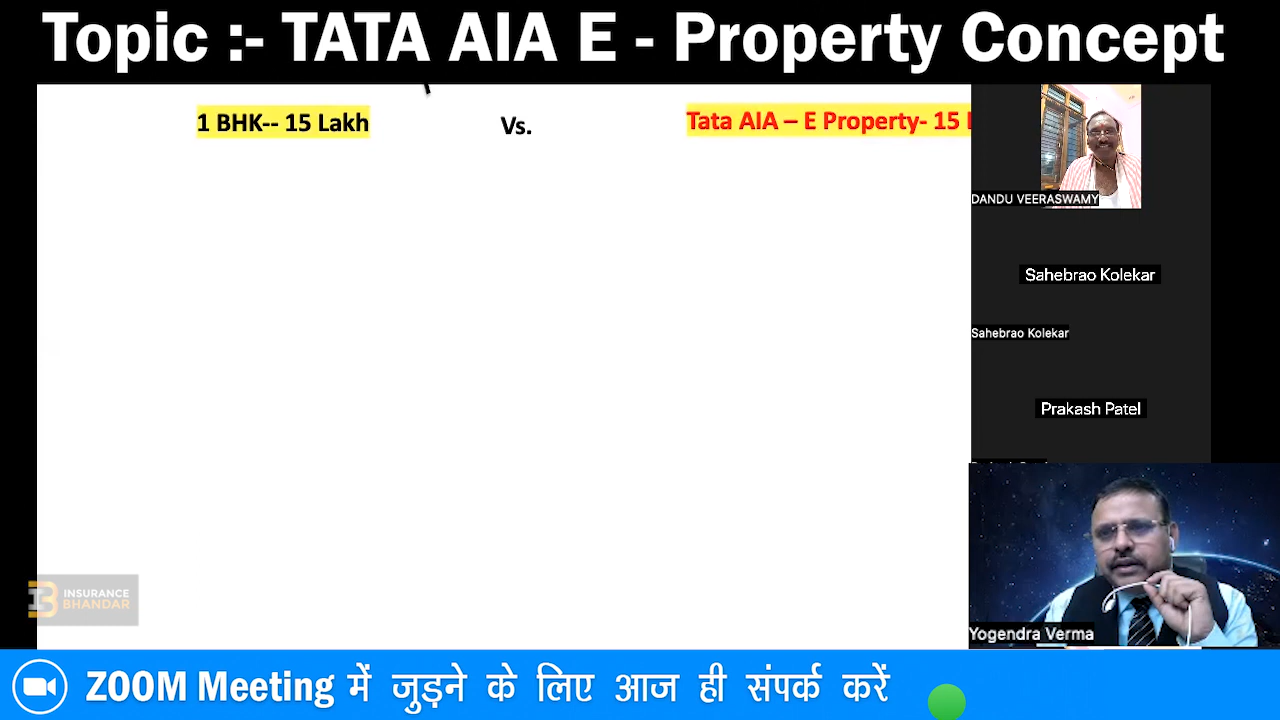 Topic :- TATA AIA E - Property Concept
1 BHK-- 15 Lakh
Vs.
Tata AIA – E Property- 15
DANDU VEERASWAMY
Sahebrao Kolekar
Sahebrao Kolekar
Prakash Patel
Yogendra Verma
INSURANCE
BHANDAR
ZOOM Meeting में जुड़ने के लिए आज ही संपर्क करें